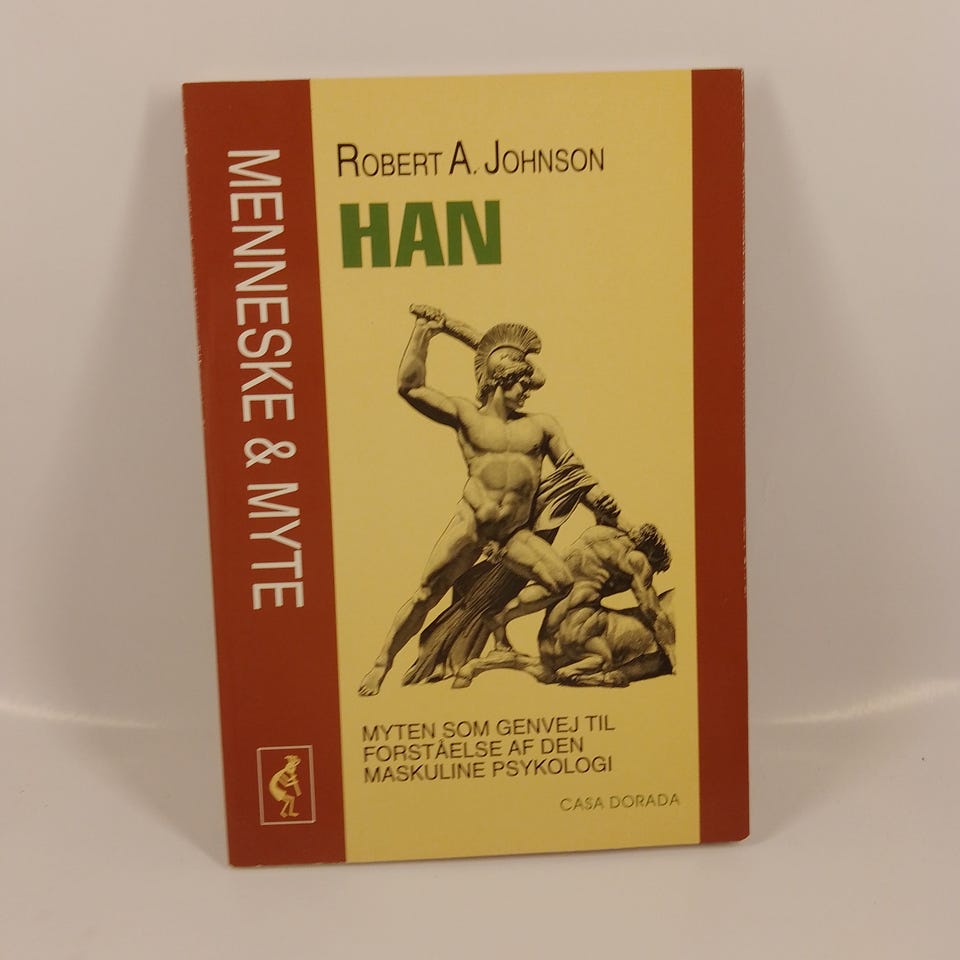 MENNESKE & MYTE
ROBERT A. JOHNSON
HAN
MYTEN SOM GENVEJ TIL
FORSTÅELSE AF DEN
MASKULINE PSYKOLOGI
CASA DORADA